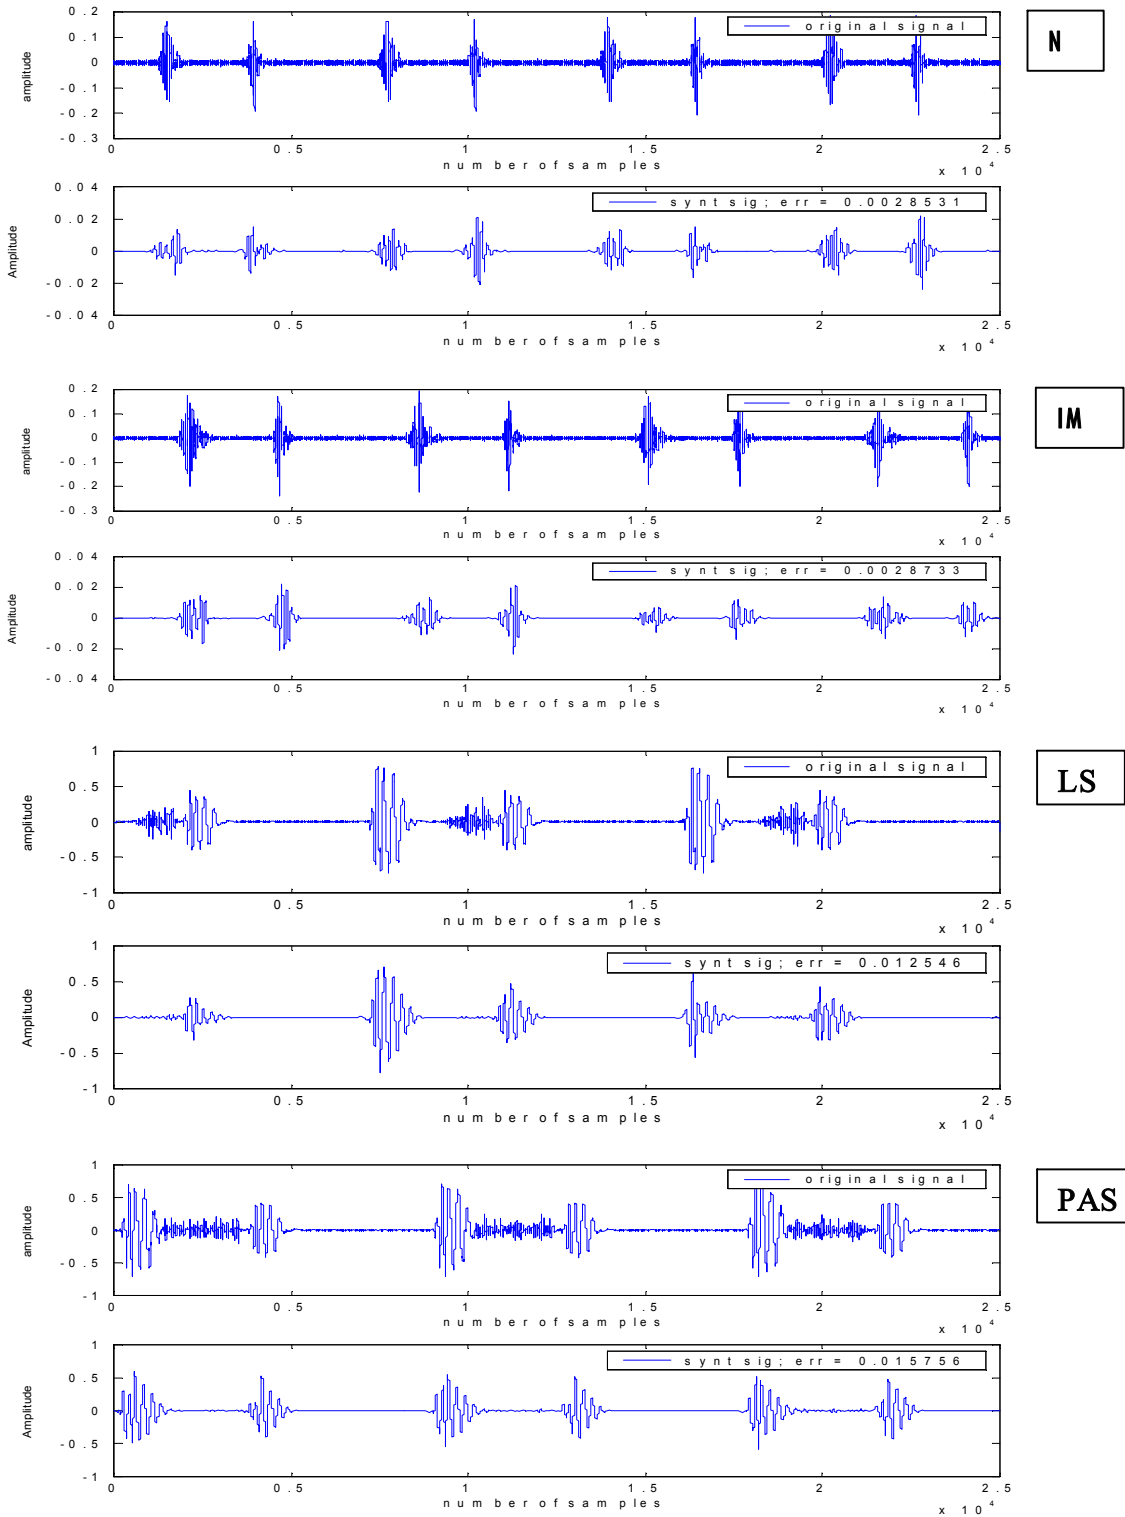 0.2
0.1
0
-0.1
-0.2
-0.3
amplitude
original signal
N
0 0.5 1 1.5 2 2.5
number of samples
x 10^4
0.04
0.02
0
-0.02
-0.04
Amplitude
synt sig; err = 0.0028531
0 0.5 1 1.5 2 2.5
number of samples
x 10^4
0.2
0.1
0
-0.1
-0.2
-0.3
amplitude
original signal
IM
0 0.5 1 1.5 2 2.5
number of samples
x 10^4
0.04
0.02
0
-0.02
-0.04
Amplitude
synt sig; err = 0.0028733
0 0.5 1 1.5 2 2.5
number of samples
x 10^4
1
0.5
0
-0.5
-1
amplitude
original signal
LS
0 0.5 1 1.5 2 2.5
number of samples
x 10^4
1
0.5
0
-0.5
-1
Amplitude
synt sig; err = 0.012546
0 0.5 1 1.5 2 2.5
number of samples
x 10^4
1
0.5
0
-0.5
-1
amplitude
original signal
PAS
0 0.5 1 1.5 2 2.5
number of samples
x 10^4
1
0.5
0
-0.5
-1
Amplitude
synt sig; err = 0.015756
0 0.5 1 1.5 2 2.5
number of samples
x 10^4